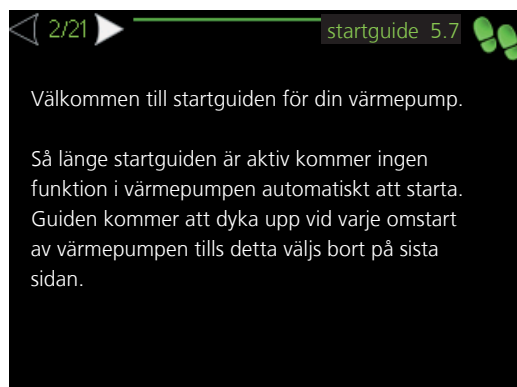 2/21
startguide 5.7
Välkommen till startguiden för din värmepump.
Så länge startguiden är aktiv kommer ingen
funktion i värmepumpen automatiskt att starta.
Guiden kommer att dyka upp vid varje omstart
av värmepumpen tills detta väljs bort på sista
sidan.